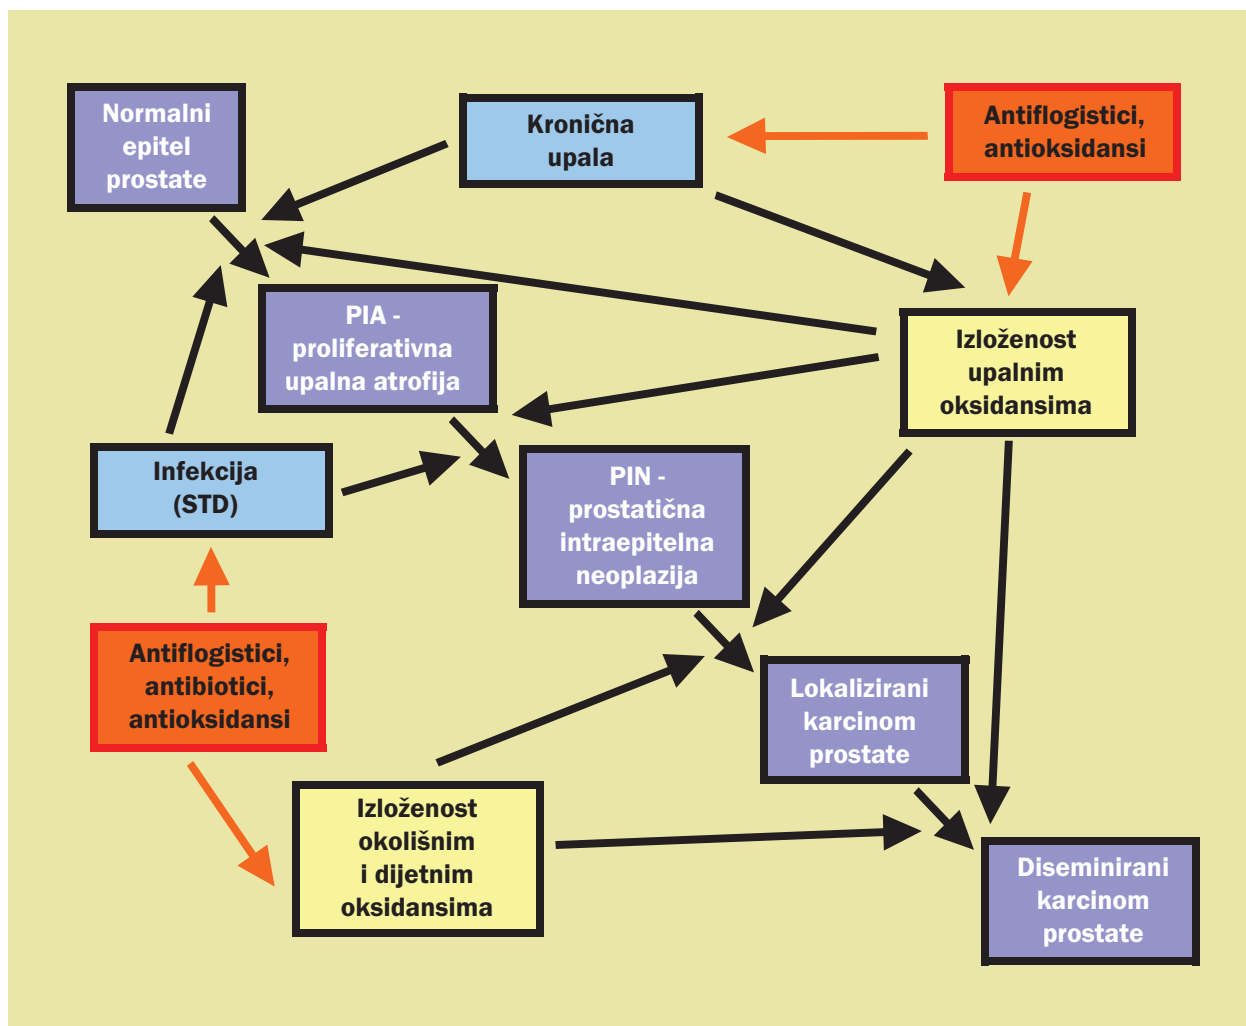 Normalni
epitel
prostate
Kronična
upala
Antiflogistici,
antioksidansi
PIA -
proliferativna
upalna atrofija
Izloženost
upalnim
oksidansima
Infekcija
(STD)
PIN -
prostatična
intraepitelna
neoplazija
Antiflogistici,
antibiotici,
antioksidansi
Lokalizirani
karcinom
prostate
Izloženost
okolišnim
i dijetnim
oksidansima
Diseminirani
karcinom
prostate